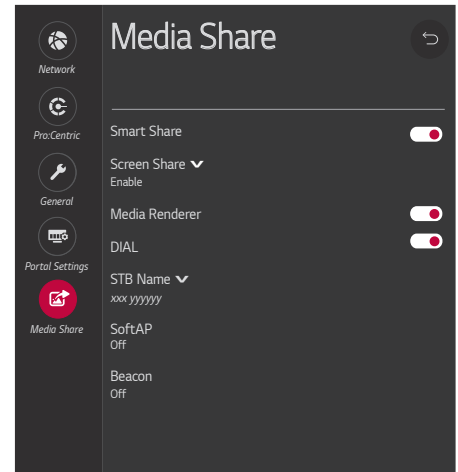 Media Share
Network
Pro:Centric
General
Portal Settings
Media Share
Smart Share
Screen Share
Enable
Media Renderer
DIAL
STB Name
xxx yyyyyy
SoftAP
Off
Beacon
Off